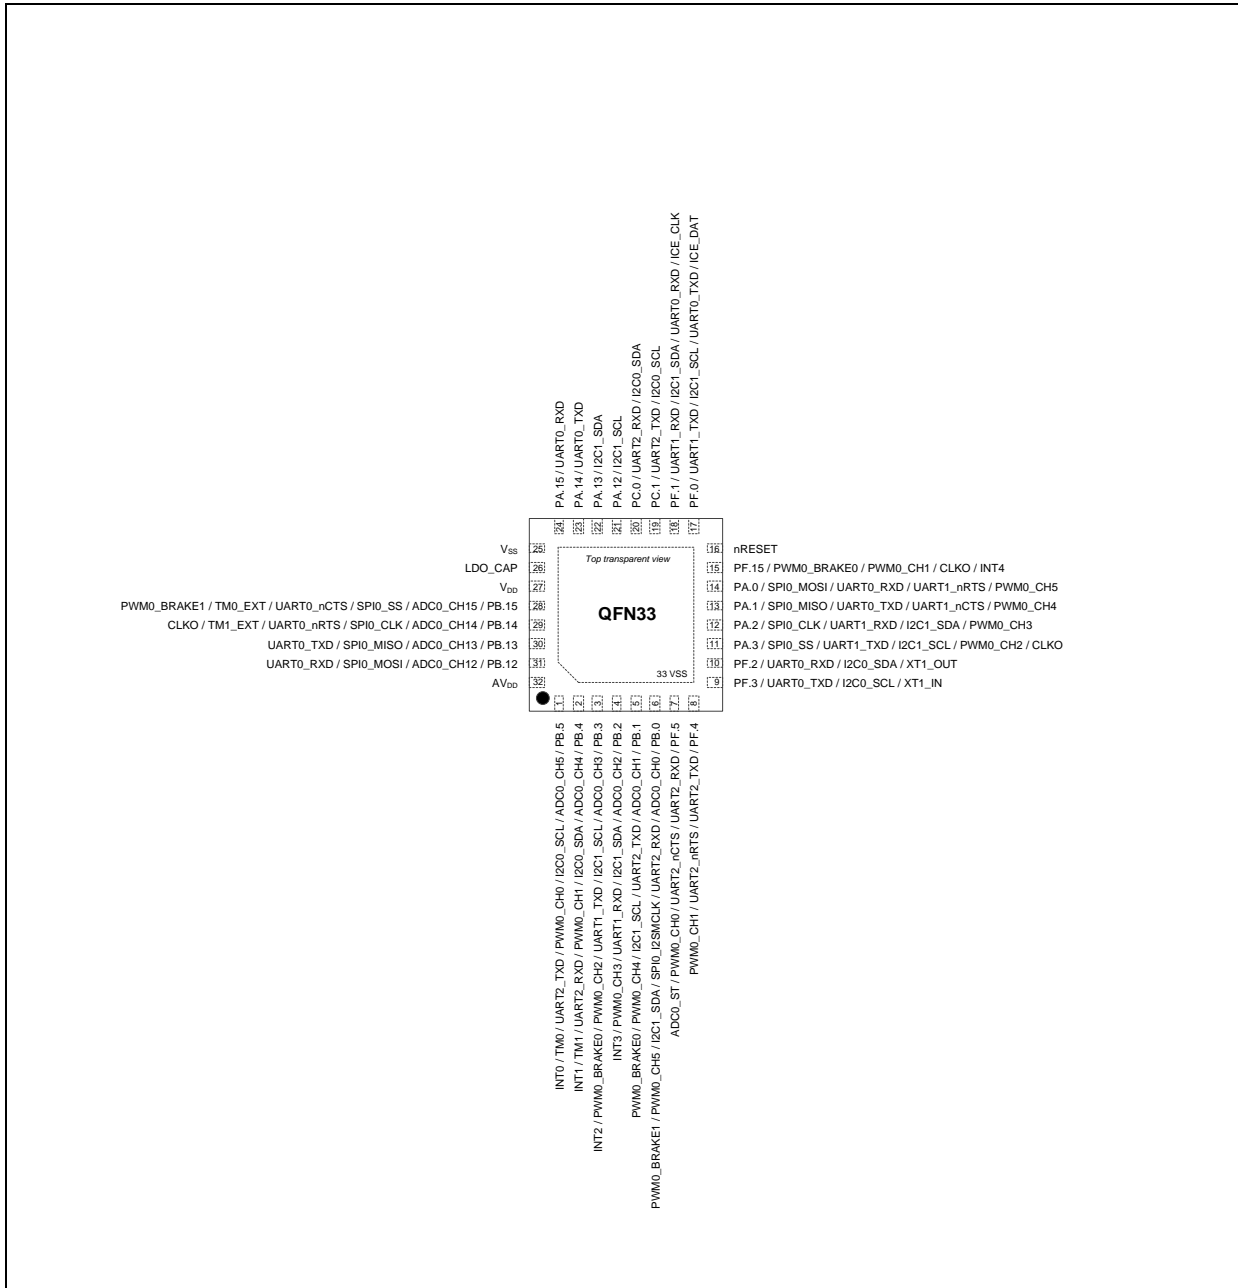 PA.15 / UART0_RXD
PA.14 / UART0_TXD
PA.13 / I2C1_SDA
PA.12 / I2C1_SCL
PC.0 / UART2_RXD / I2C0_SDA
PC.1 / UART2_TXD / I2C0_SCL
PF.1 / UART1_RXD / I2C1_SDA / UART0_RXD / ICE_CLK
PF.0 / UART1_TXD / I2C1_SCL / UART0_TXD / ICE_DAT
24
23
22
21
20
19
18
17
VSS 25
LDO_CAP 26
VDD 27
PWM0_BRAKE1 / TM0_EXT / UART0_nCTS / SPI0_SS / ADC0_CH15 / PB.15 28
CLKO / TM1_EXT / UART0_nRTS / SPI0_CLK / ADC0_CH14 / PB.14 29
UART0_TXD / SPI0_MISO / ADC0_CH13 / PB.13 30
UART0_RXD / SPI0_MOSI / ADC0_CH12 / PB.12 31
AVDD 32
Top transparent view
QFN33
33 VSS
16 nRESET
15 PF.15 / PWM0_BRAKE0 / PWM0_CH1 / CLKO / INT4
14 PA.0 / SPI0_MOSI / UART0_RXD / UART1_nRTS / PWM0_CH5
13 PA.1 / SPI0_MISO / UART0_TXD / UART1_nCTS / PWM0_CH4
12 PA.2 / SPI0_CLK / UART1_RXD / I2C1_SDA / PWM0_CH3
11 PA.3 / SPI0_SS / UART1_TXD / I2C1_SCL / PWM0_CH2 / CLKO
10 PF.2 / UART0_RXD / I2C0_SDA / XT1_OUT
9 PF.3 / UART0_TXD / I2C0_SCL / XT1_IN
1
2
3
4
5
6
7
8
INT0 / TM0 / UART2_TXD / PWM0_CH0 / I2C0_SCL / ADC0_CH5 / PB.5
INT1 / TM1 / UART2_RXD / PWM0_CH1 / I2C0_SDA / ADC0_CH4 / PB.4
INT2 / PWM0_BRAKE0 / PWM0_CH2 / UART1_TXD / I2C1_SCL / ADC0_CH3 / PB.3
INT3 / PWM0_CH3 / UART1_RXD / I2C1_SDA / ADC0_CH2 / PB.2
PWM0_BRAKE0 / PWM0_CH4 / I2C1_SCL / UART2_TXD / ADC0_CH1 / PB.1
PWM0_BRAKE1 / PWM0_CH5 / I2C1_SDA / SPI0_I2SMCLK / UART2_RXD / ADC0_CH0 / PB.0
ADC0_ST / PWM0_CH0 / UART2_nCTS / UART2_RXD / PF.5
PWM0_CH1 / UART2_nRTS / UART2_TXD / PF.4